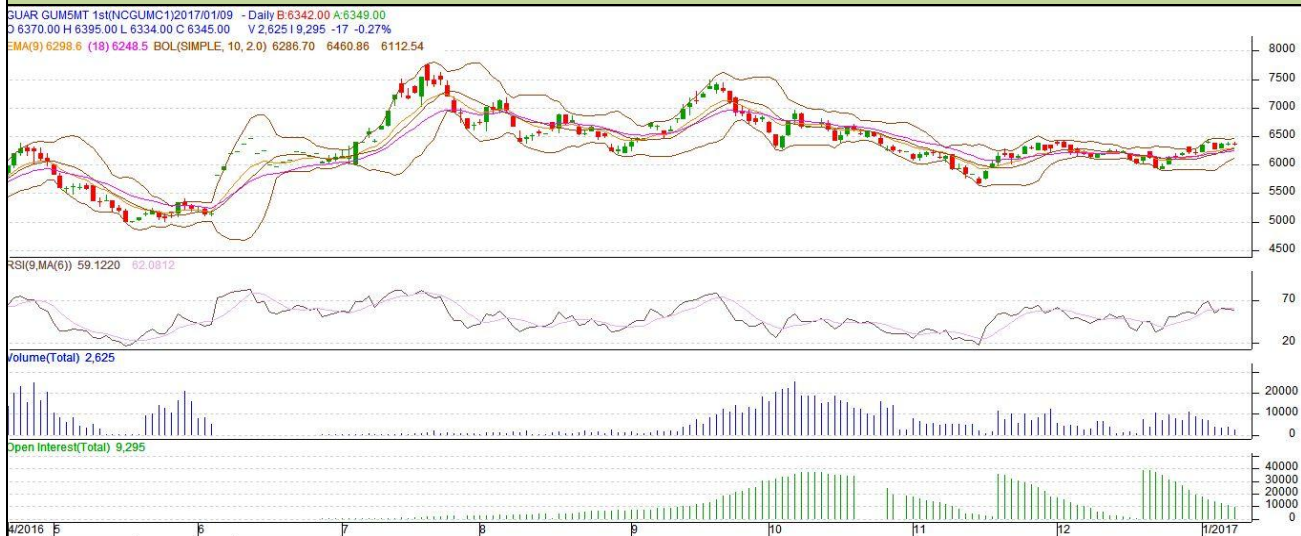 GUAR GUM5MT 1st(NCGUMC1)2017/01/09 - Daily B:6342.00 A:6349.00
O 6370.00 H 6395.00 L 6334.00 C 6345.00 V 2,625 I 9,295 -17 -0.27%
EMA(9) 6298.6 (18) 6248.5 BOL(SIMPLE, 10, 2.0) 6286.70 6460.86 6112.54
8000
7500
7000
6500
6000
5500
5000
4500
RSI(9,MA(6)) 59.1220 62.0812
70
20
Volume(Total) 2,625
20000
10000
0
Open Interest(Total) 9,295
40000
30000
20000
10000
0
4/2016 5 6 7 8 9 10 11 12 1/2017